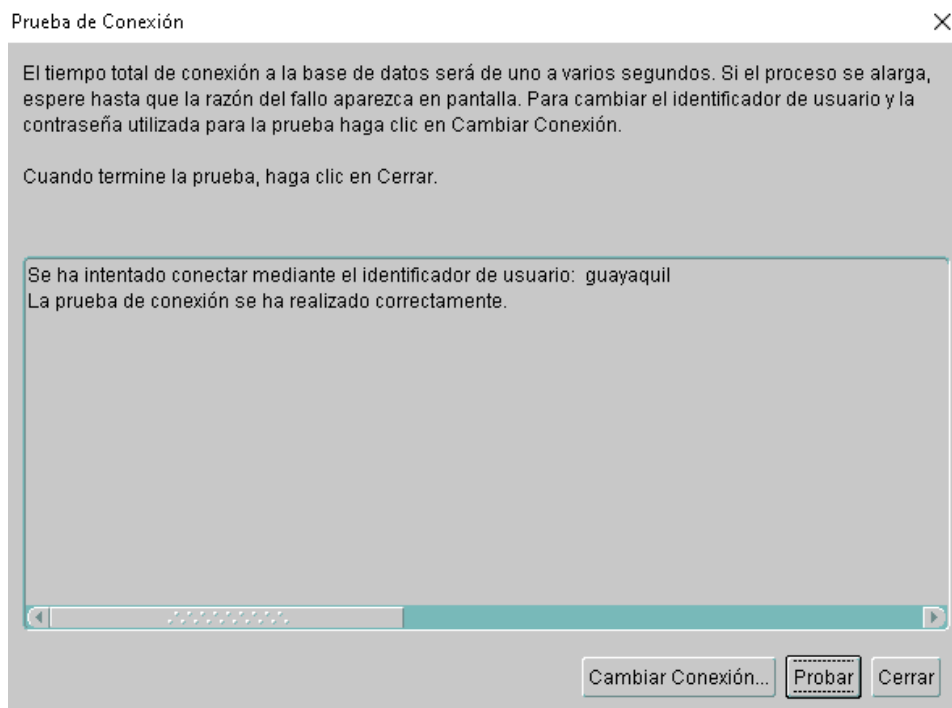 Prueba de Conexión
El tiempo total de conexión a la base de datos será de uno a varios segundos. Si el proceso se alarga,
espere hasta que la razón del fallo aparezca en pantalla. Para cambiar el identificador de usuario y la
contraseña utilizada para la prueba haga clic en Cambiar Conexión.
Cuando termine la prueba, haga clic en Cerrar.
Se ha intentado conectar mediante el identificador de usuario:  guayaquil
La prueba de conexión se ha realizado correctamente.
Cambiar Conexión... Probar Cerrar